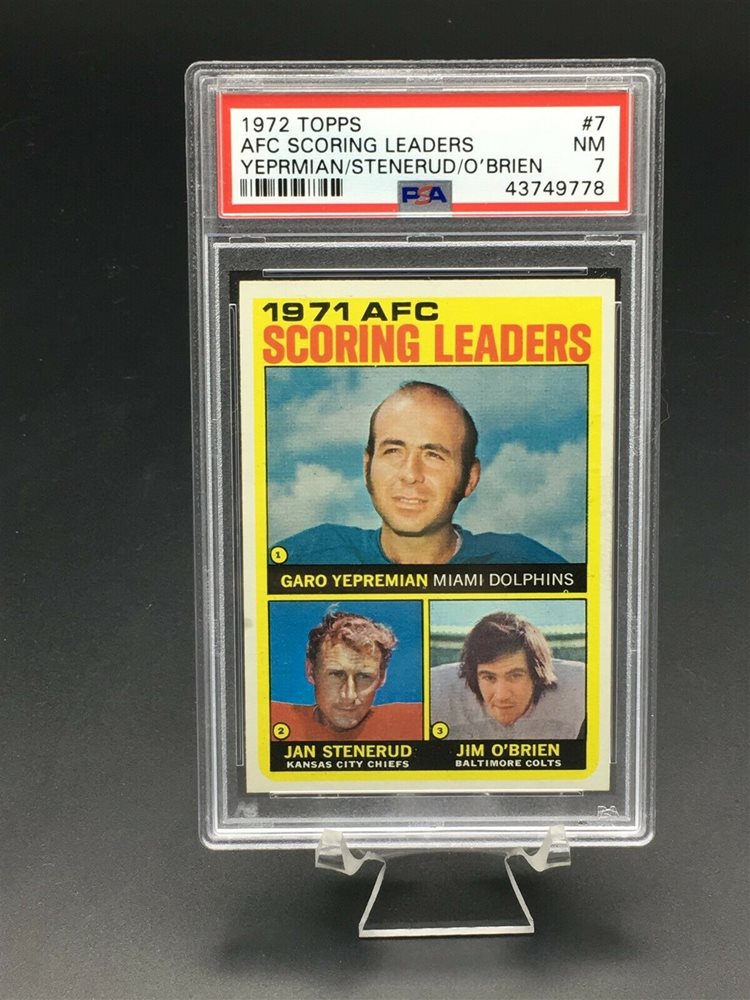 1972 TOPPS #7
AFC SCORING LEADERS NM
YEPRMIAN/STENERUD/O'BRIEN 7
PSA 43749778
1971 AFC
SCORING LEADERS
1
GARO YEPREMIAN MIAMI DOLPHINS
2
JAN STENERUD
KANSAS CITY CHIEFS
3
JIM O'BRIEN
BALTIMORE COLTS
PSA